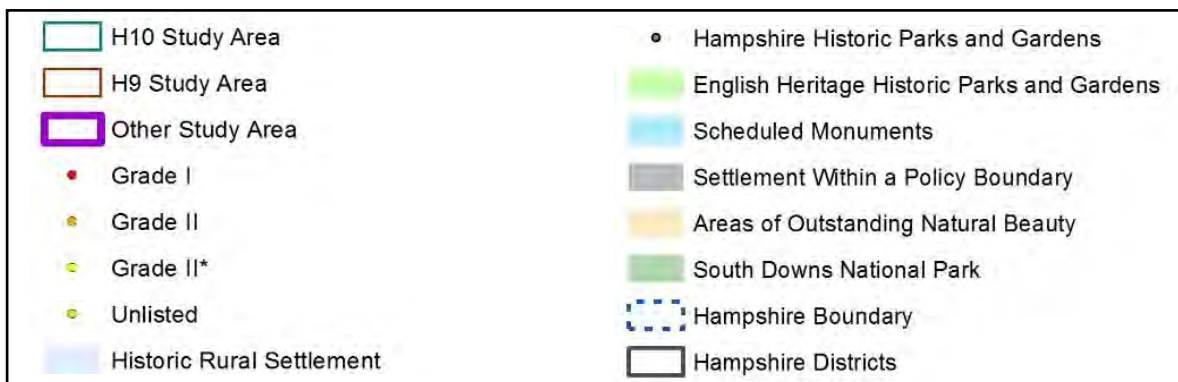 H10 Study Area
H9 Study Area
Other Study Area
Grade I
Grade II
Grade II*
Unlisted
Historic Rural Settlement
Hampshire Historic Parks and Gardens
English Heritage Historic Parks and Gardens
Scheduled Monuments
Settlement Within a Policy Boundary
Areas of Outstanding Natural Beauty
South Downs National Park
Hampshire Boundary
Hampshire Districts